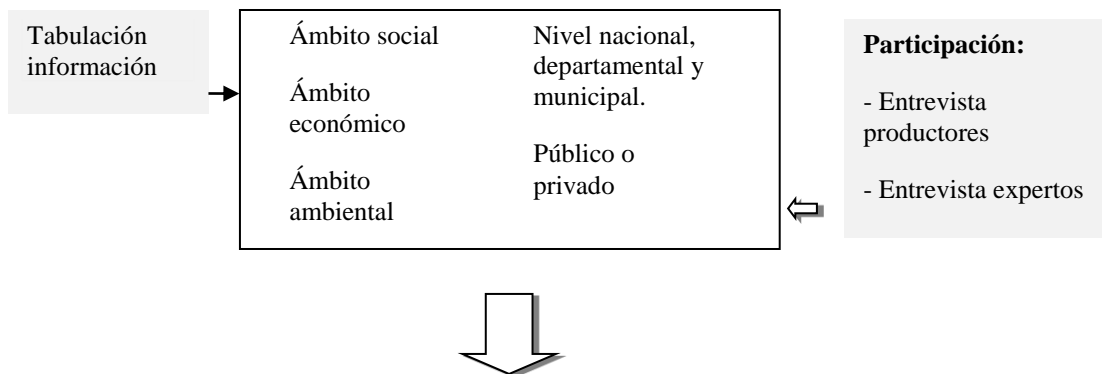 Tabulación
información
Ámbito social
Ámbito
económico
Ámbito
ambiental
Nivel nacional,
departamental y
municipal.
Público o
privado
Participación:
- Entrevista
productores
- Entrevista expertos